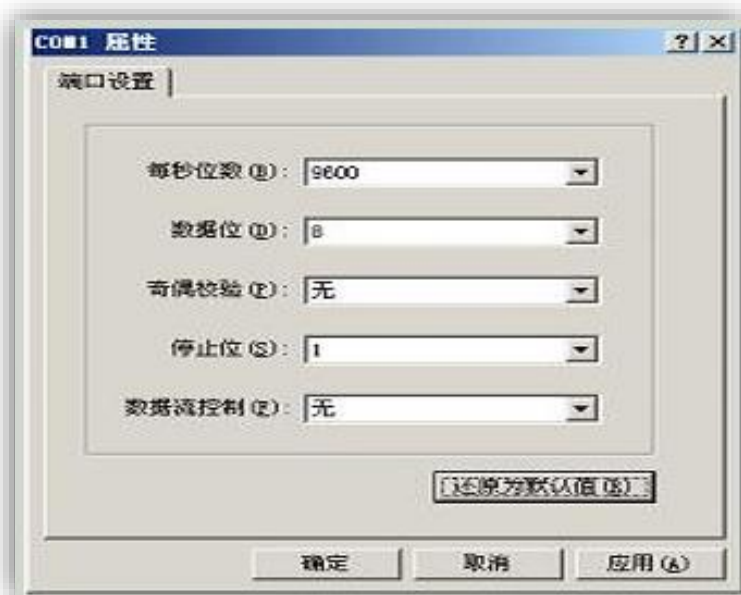 COM1 属性
端口设置
每秒位数(B): 9600
数据位(D): 8
奇偶校验(P): 无
停止位(S): 1
数据流控制(F): 无
还原为默认值(R)
确定 取消 应用(A)